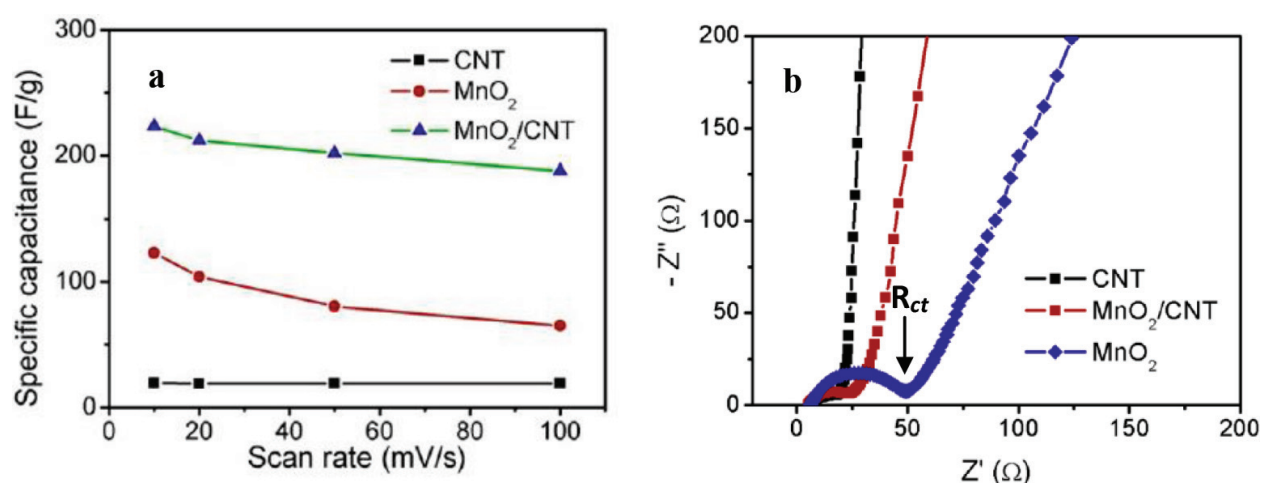 a
300
200
100
0
Specific capacitance (F/g)
CNT
MnO₂
MnO₂/CNT
0 20 40 60 80 100
Scan rate (mV/s)
b
200
150
100
50
0
- Z'' (Ω)
R_ct
CNT
MnO₂/CNT
MnO₂
0 50 100 150 200
Z' (Ω)